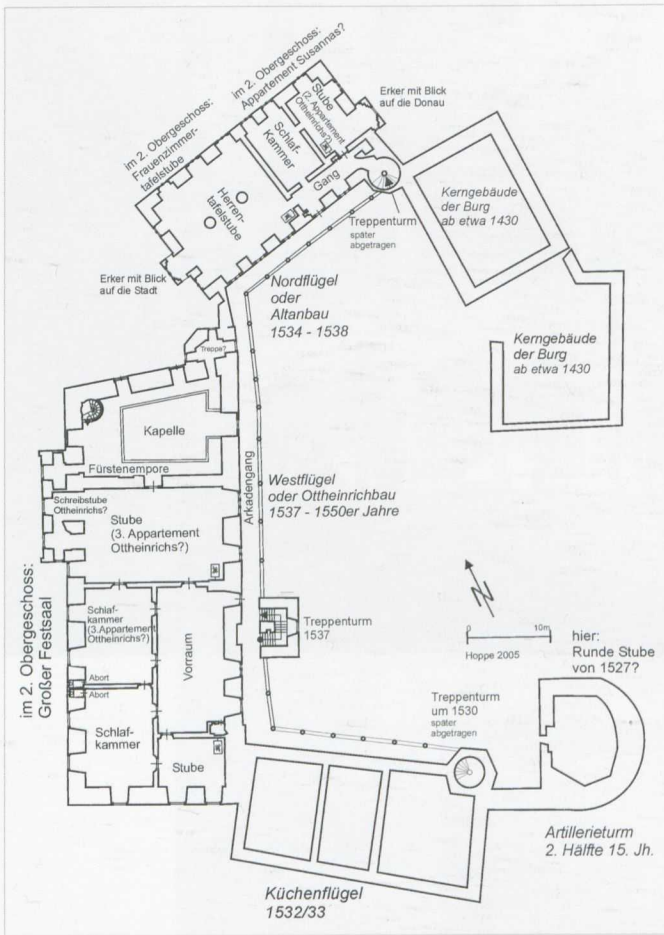 im 2. Obergeschoss:
Frauenzimmer-
tafelstube
im 2. Obergeschoss:
Appartement Susannas?
Erker mit Blick
auf die Donau
Stube
(2. Appartement
Ottheinrichs?)
Schlaf-
kammer
Gang
Herren-
tafelstube
Treppenturm
später
abgetragen
Kerngebäude
der Burg
ab etwa 1430
Erker mit Blick
auf die Stadt
Nordflügel
oder
Altanbau
1534 - 1538
Kerngebäude
der Burg
ab etwa 1430
Treppe?
Kapelle
Fürstenempore
Arkadengang
Westflügel
oder Ottheinrichbau
1537 - 1550er Jahre
Schreibstube
Ottheinrichs?
Stube
(3. Appartement
Ottheinrichs?)
im 2. Obergeschoss:
Großer Festsaal
Schlaf-
kammer
(3.Appartement
Ottheinrichs?)
Vorraum
Treppenturm
1537
N
0 10m
Hoppe 2005
hier:
Runde Stube
von 1527?
Abort
Abort
Schlaf-
kammer
Stube
Treppenturm
um 1530
später
abgetragen
Artillerieturm
2. Hälfte 15. Jh.
Küchenflügel
1532/33